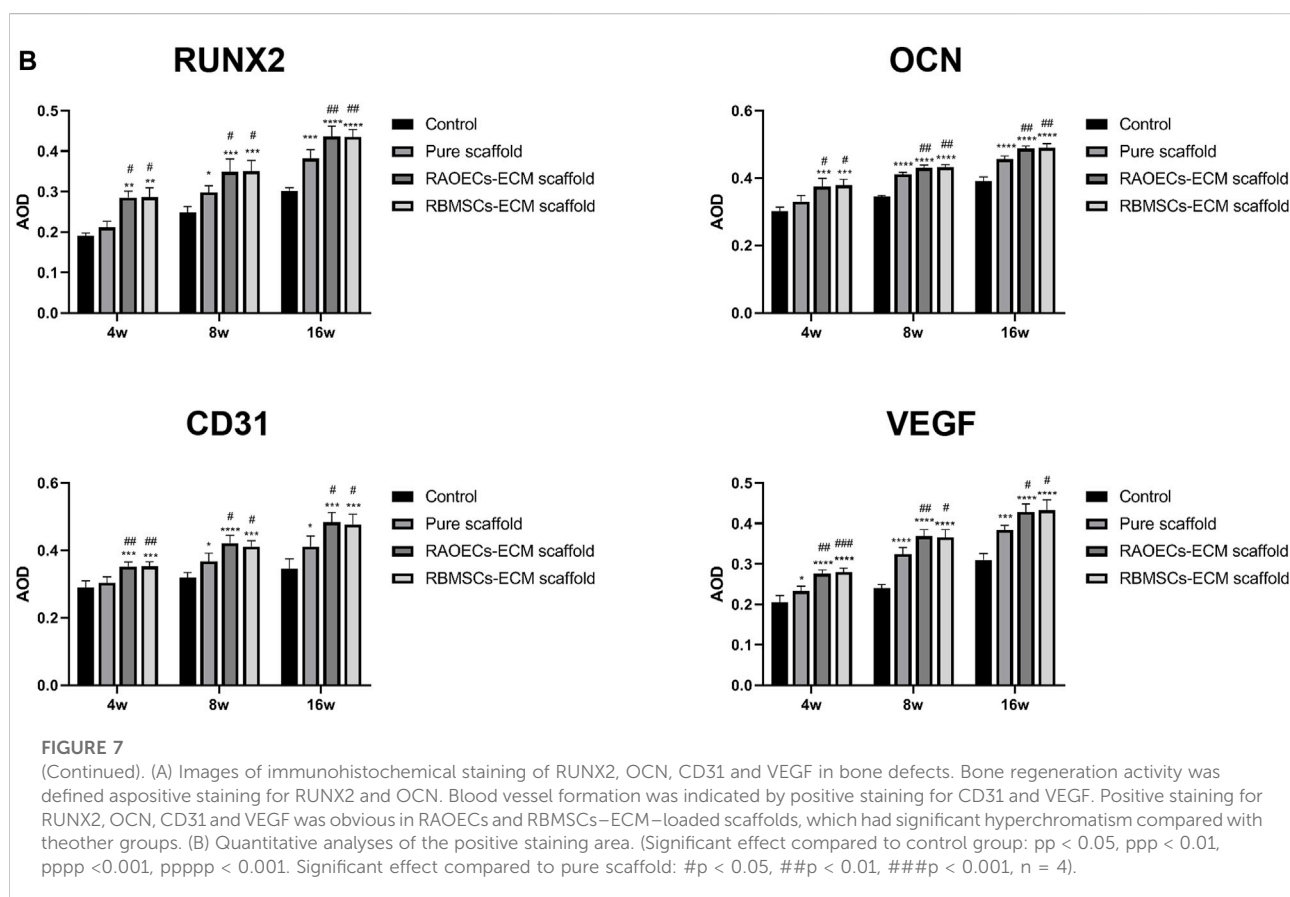 B
RUNX2
0.5
0.4
0.3
0.2
0.1
0.0
AOD
# #
** **
# #
* *** ***
## ##
*** **** ****
4w 8w 16w
Control
Pure scaffold
RAOECs-ECM scaffold
RBMSCs-ECM scaffold
OCN
0.6
0.4
0.2
0.0
AOD
# #
*** ***
## ##
**** **** ****
## ##
**** **** ****
4w 8w 16w
Control
Pure scaffold
RAOECs-ECM scaffold
RBMSCs-ECM scaffold
CD31
0.6
0.4
0.2
0.0
AOD
## ##
*** ***
# #
* **** ***
# #
* *** ***
4w 8w 16w
Control
Pure scaffold
RAOECs-ECM scaffold
RBMSCs-ECM scaffold
VEGF
0.5
0.4
0.3
0.2
0.1
0.0
AOD
## ###
* **** ****
## #
**** **** ****
# #
*** **** ****
4w 8w 16w
Control
Pure scaffold
RAOECs-ECM scaffold
RBMSCs-ECM scaffold
FIGURE 7
(Continued). (A) Images of immunohistochemical staining of RUNX2, OCN, CD31 and VEGF in bone defects. Bone regeneration activity was
defined aspositive staining for RUNX2 and OCN. Blood vessel formation was indicated by positive staining for CD31 and VEGF. Positive staining for
RUNX2, OCN, CD31 and VEGF was obvious in RAOECs and RBMSCs–ECM–loaded scaffolds, which had significant hyperchromatism compared with
theother groups. (B) Quantitative analyses of the positive staining area. (Significant effect compared to control group: pp < 0.05, ppp < 0.01,
pppp <0.001, ppppp < 0.001. Significant effect compared to pure scaffold: #p < 0.05, ##p < 0.01, ###p < 0.001, n = 4).